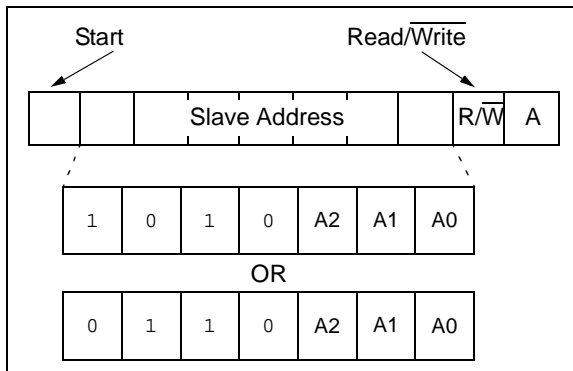 Start Read/Write
Slave Address R/W A
1 0 1 0 A2 A1 A0
OR
0 1 1 0 A2 A1 A0